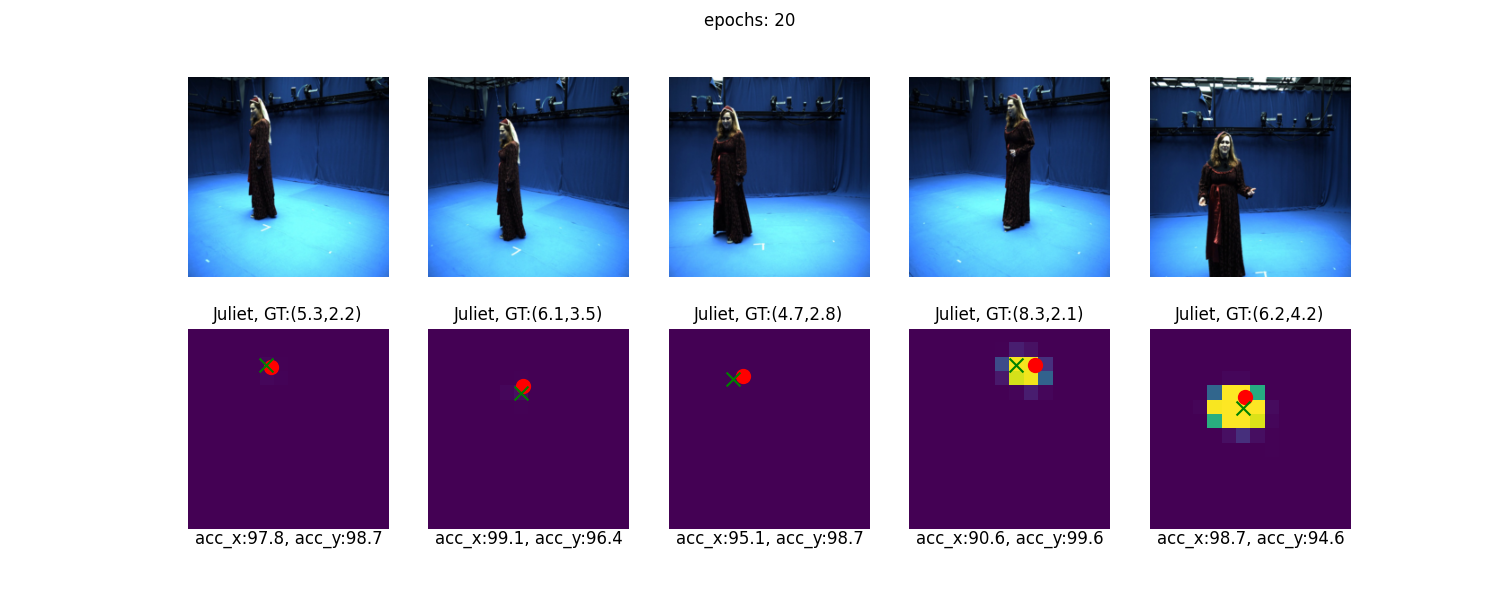 epochs: 20
Juliet, GT:(5.3,2.2)
Juliet, GT:(6.1,3.5)
Juliet, GT:(4.7,2.8)
Juliet, GT:(8.3,2.1)
Juliet, GT:(6.2,4.2)
acc_x:97.8, acc_y:98.7
acc_x:99.1, acc_y:96.4
acc_x:95.1, acc_y:98.7
acc_x:90.6, acc_y:99.6
acc_x:98.7, acc_y:94.6